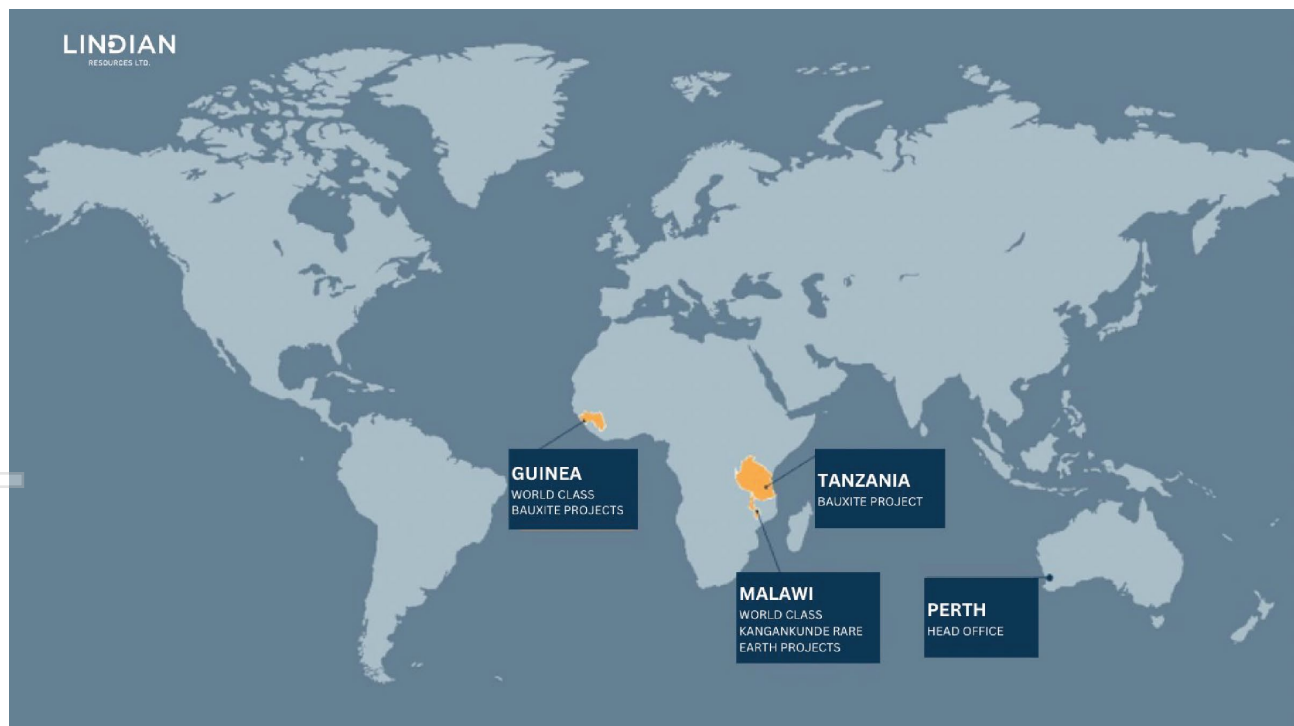 LINDIAN
RESOURCES LTD.
GUINEA
WORLD CLASS
BAUXITE PROJECTS
TANZANIA
BAUXITE PROJECT
MALAWI
WORLD CLASS
KANGANKUNDE RARE
EARTH PROJECTS
PERTH
HEAD OFFICE